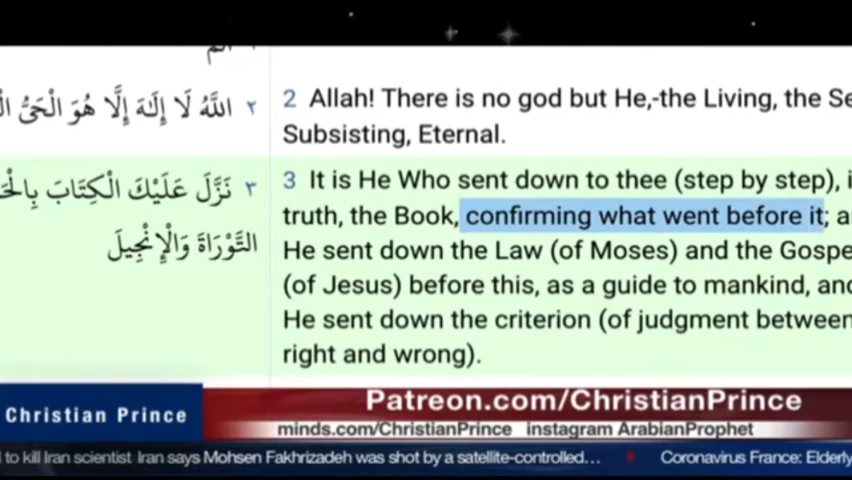 الم
٢ اللَّهُ لَا إِلَٰهَ إِلَّا هُوَ الْحَيُّ
2 Allah! There is no god but He,-the Living, the Se
Subsisting, Eternal.
٣ نَزَّلَ عَلَيْكَ الْكِتَابَ
التَّوْرَاةَ وَالْإِنْجِيلَ
3 It is He Who sent down to thee (step by step), i
truth, the Book, confirming what went before it; a
He sent down the Law (of Moses) and the Gospe
(of Jesus) before this, as a guide to mankind, and
He sent down the criterion (of judgment between
right and wrong).
Christian Prince
Patreon.com/ChristianPrince
minds.com/ChristianPrince instagram ArabianProphet
to kill Iran scientist Iran says Mohsen Fakhrizadeh was shot by a satellite-controlled... Coronavirus France: Elderly